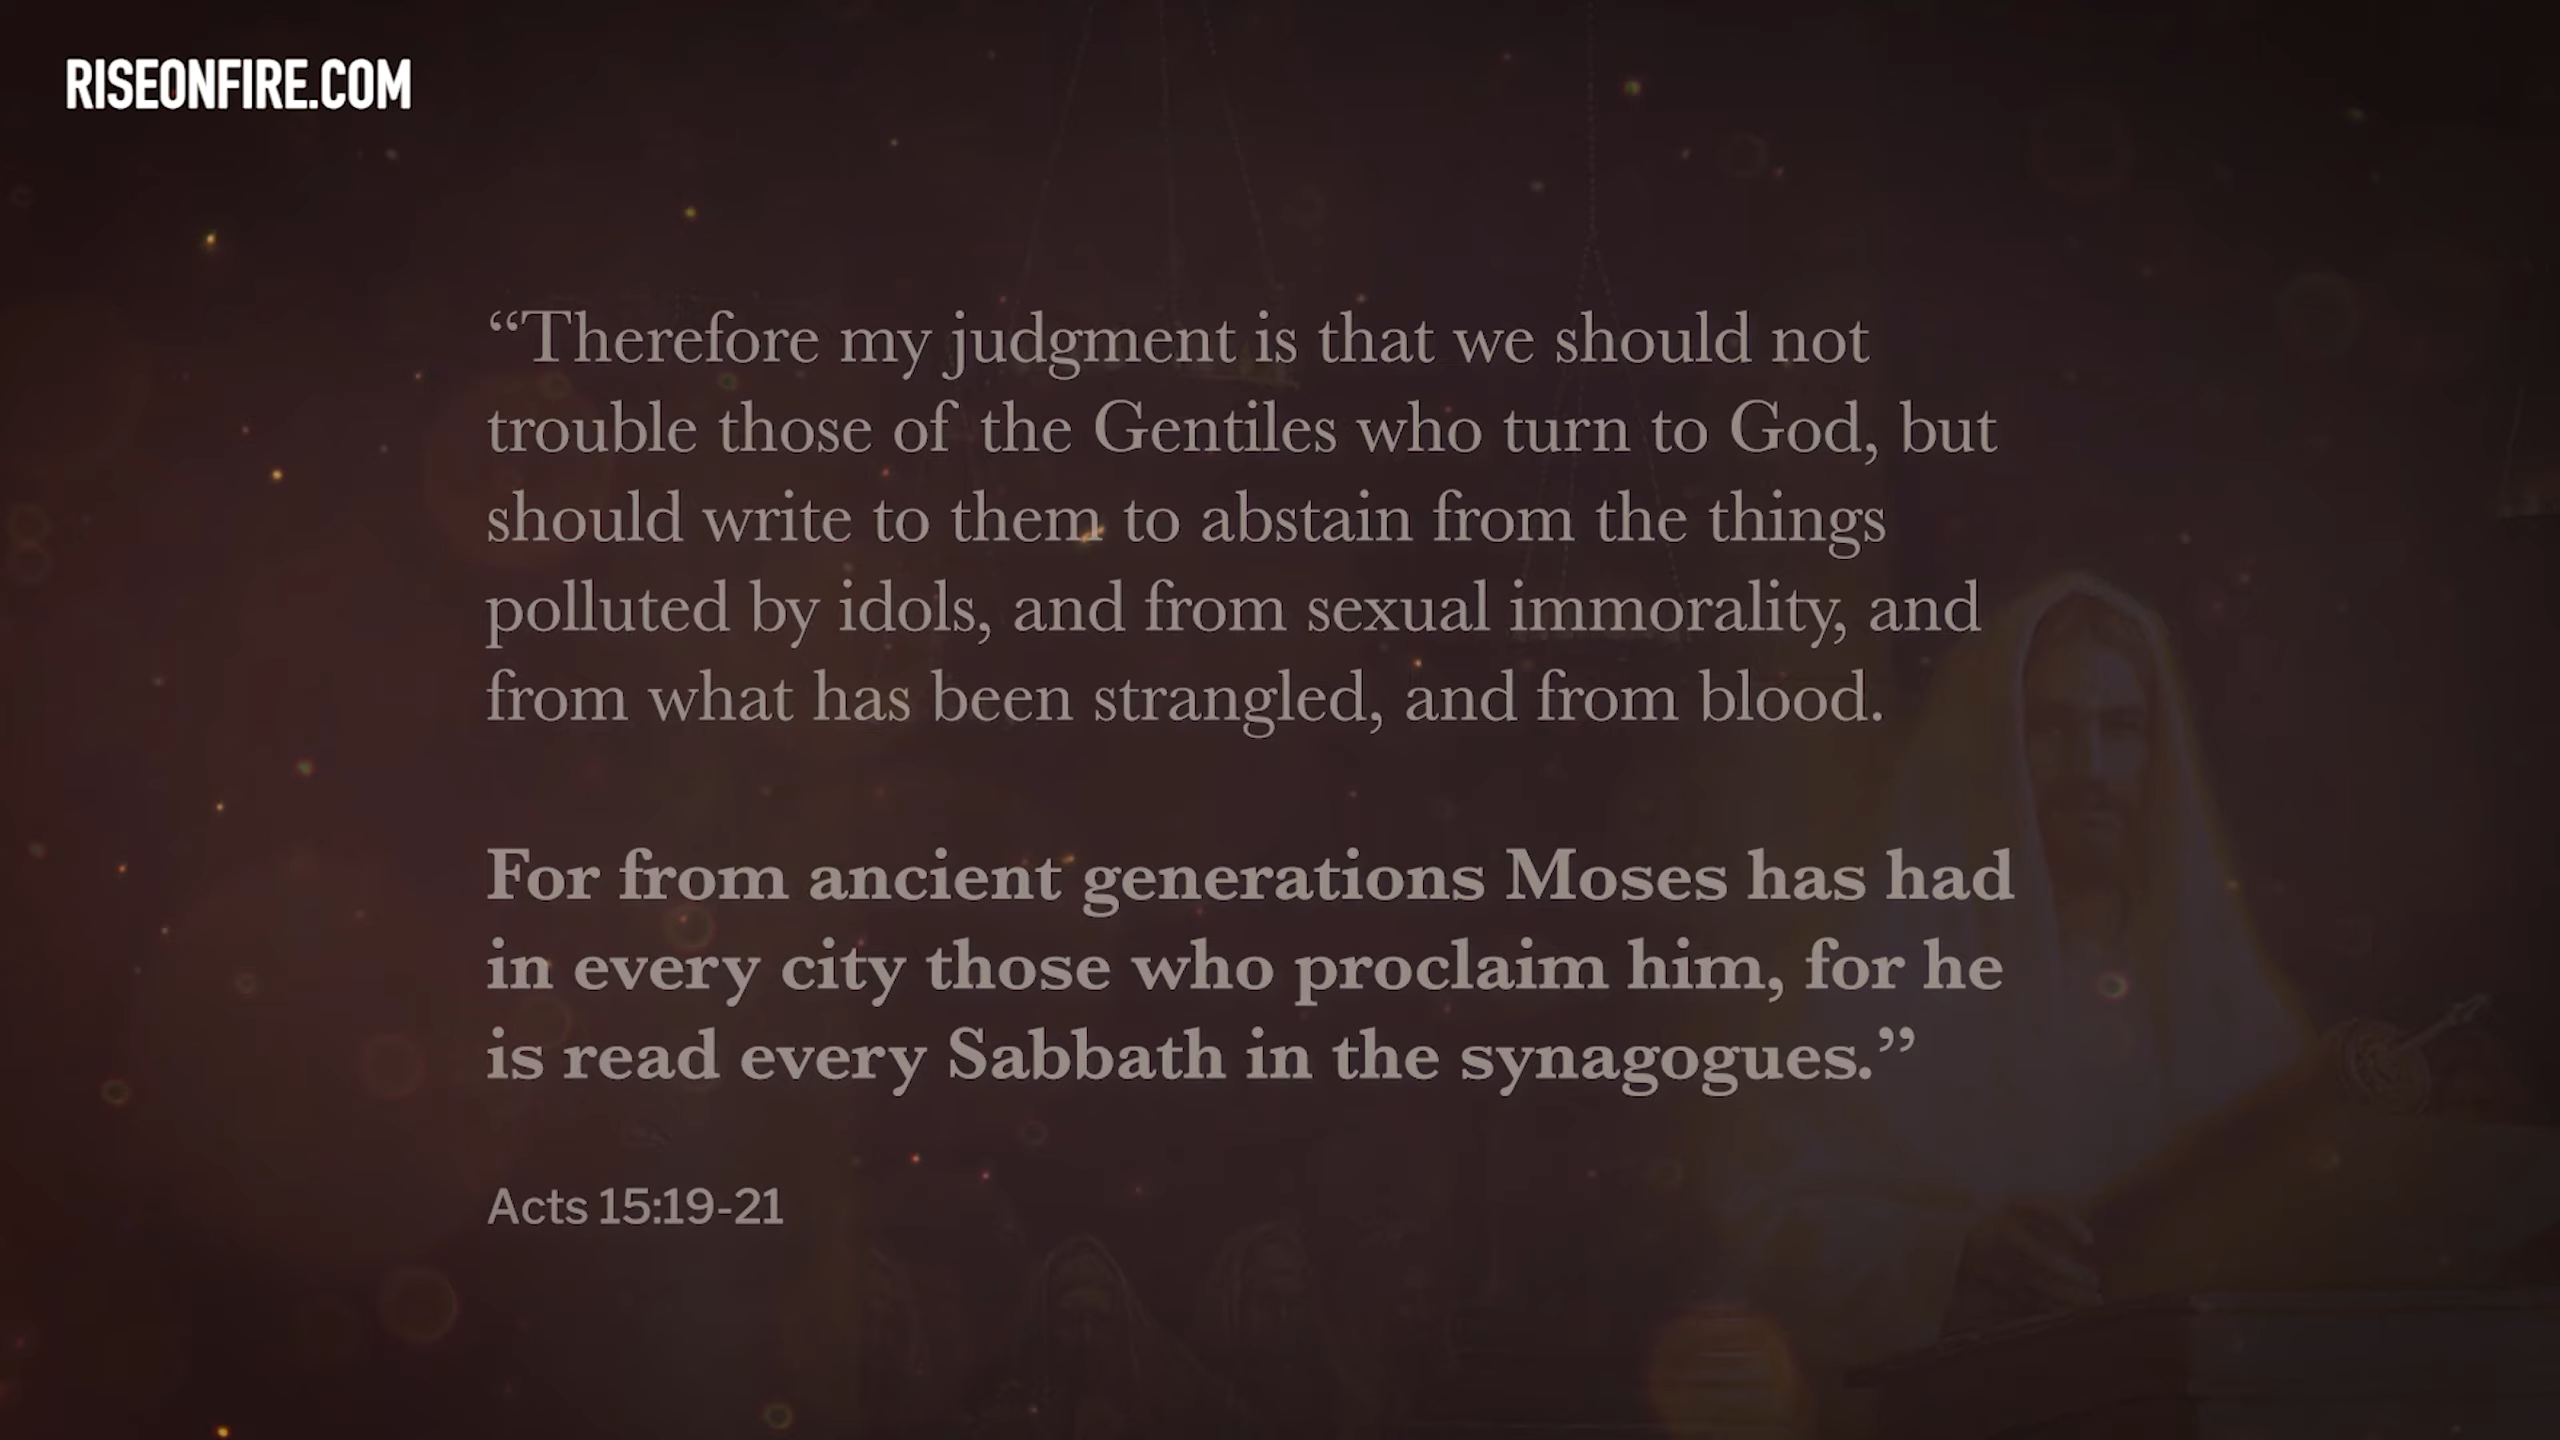 RISEONFIRE.COM
“Therefore my judgment is that we should not
trouble those of the Gentiles who turn to God, but
should write to them to abstain from the things
polluted by idols, and from sexual immorality, and
from what has been strangled, and from blood.
For from ancient generations Moses has had
in every city those who proclaim him, for he
is read every Sabbath in the synagogues.”
Acts 15:19-21